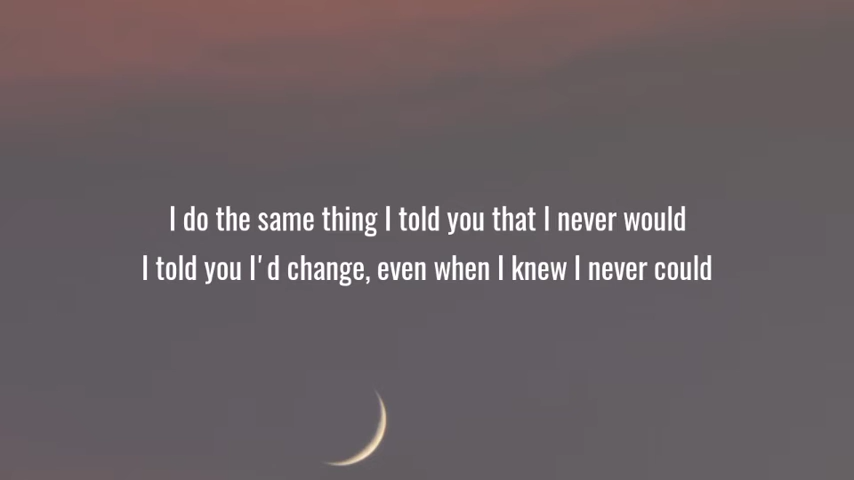 I do the same thing I told you that I never would
I told you I'd change, even when I knew I never could